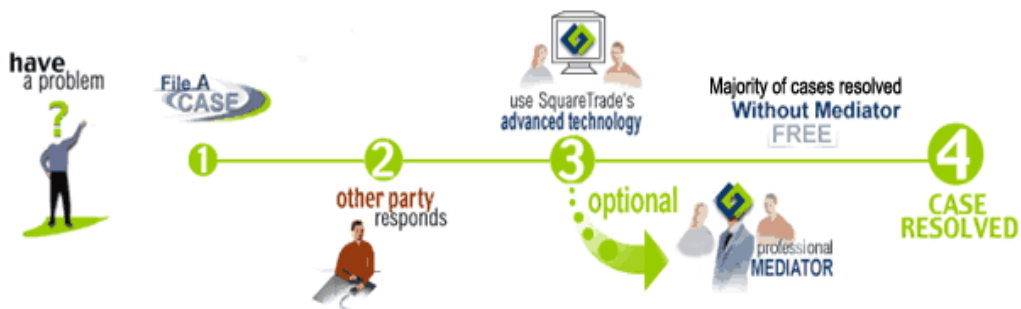 have
a problem
?
File A
CASE
1
2
other party
responds
use SquareTrade's
advanced technology
3
optional
professional
MEDIATOR
Majority of cases resolved
Without Mediator
FREE
4
CASE
RESOLVED